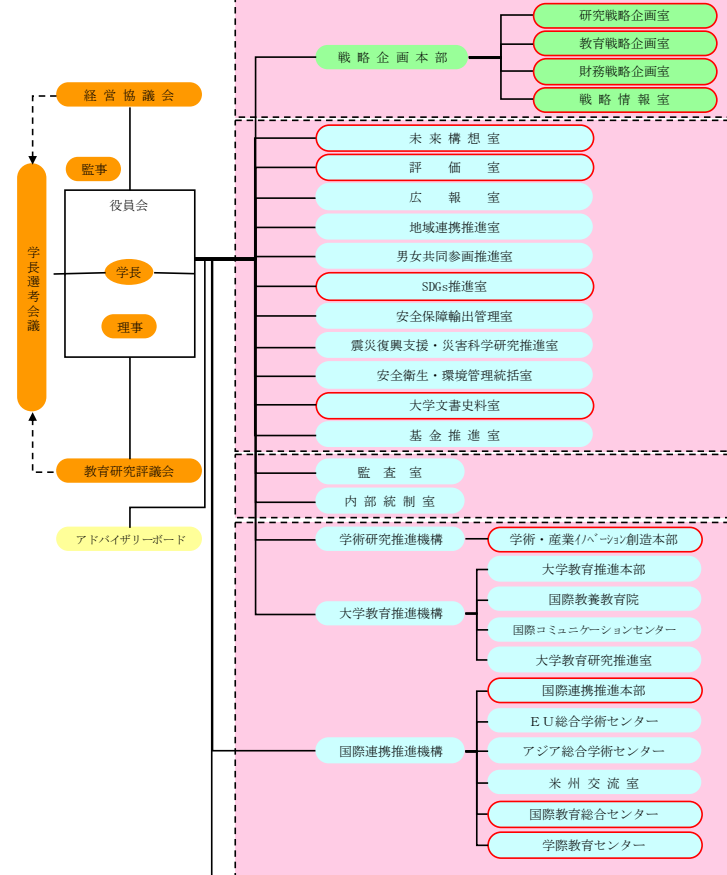 経営協議会
監事
役員会
学長
理事
学長選考会議
教育研究評議会
アドバイザリーボード
戦略企画本部
研究戦略企画室
教育戦略企画室
財務戦略企画室
戦略情報室
未来構想室
評価室
広報室
地域連携推進室
男女共同参画推進室
SDGs推進室
安全保障輸出管理室
震災復興支援・災害科学研究推進室
安全衛生・環境管理統括室
大学文書史料室
基金推進室
監査室
内部統制室
学術研究推進機構
学術・産業ｲﾉﾍﾞｰｼｮﾝ創造本部
大学教育推進機構
大学教育推進本部
国際教養教育院
国際コミュニケーションセンター
大学教育研究推進室
国際連携推進機構
国際連携推進本部
ＥＵ総合学術センター
アジア総合学術センター
米州交流室
国際教育総合センター
学際教育センター